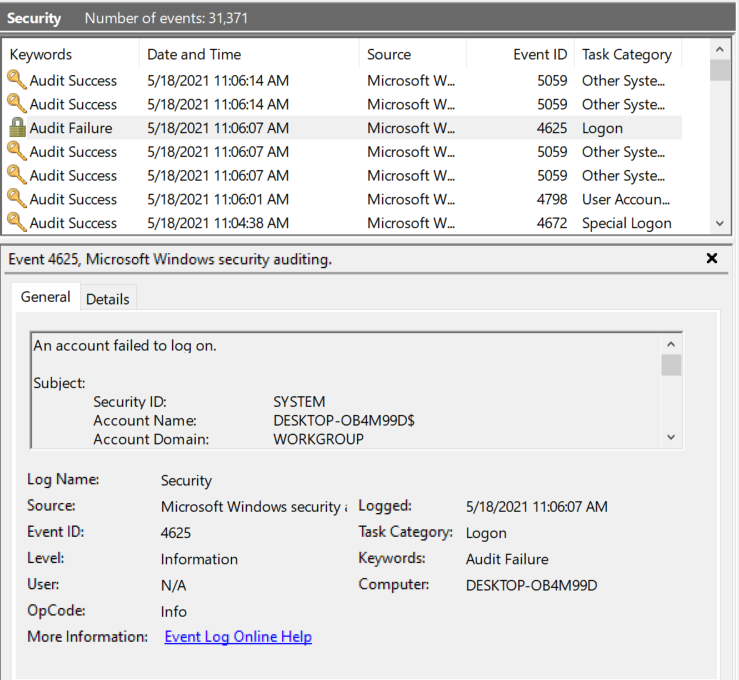 Security Number of events: 31,371
Keywords Date and Time Source Event ID Task Category
Audit Success 5/18/2021 11:06:14 AM Microsoft W... 5059 Other Syste...
Audit Success 5/18/2021 11:06:14 AM Microsoft W... 5059 Other Syste...
Audit Failure 5/18/2021 11:06:07 AM Microsoft W... 4625 Logon
Audit Success 5/18/2021 11:06:07 AM Microsoft W... 5059 Other Syste...
Audit Success 5/18/2021 11:06:07 AM Microsoft W... 5059 Other Syste...
Audit Success 5/18/2021 11:06:01 AM Microsoft W... 4798 User Accoun...
Audit Success 5/18/2021 11:04:38 AM Microsoft W... 4672 Special Logon
Event 4625, Microsoft Windows security auditing.
General Details
An account failed to log on.
Subject:
Security ID: SYSTEM
Account Name: DESKTOP-OB4M99D$
Account Domain: WORKGROUP
Log Name: Security
Source: Microsoft Windows security Logged: 5/18/2021 11:06:07 AM
Event ID: 4625 Task Category: Logon
Level: Information Keywords: Audit Failure
User: N/A Computer: DESKTOP-OB4M99D
OpCode: Info
More Information: Event Log Online Help